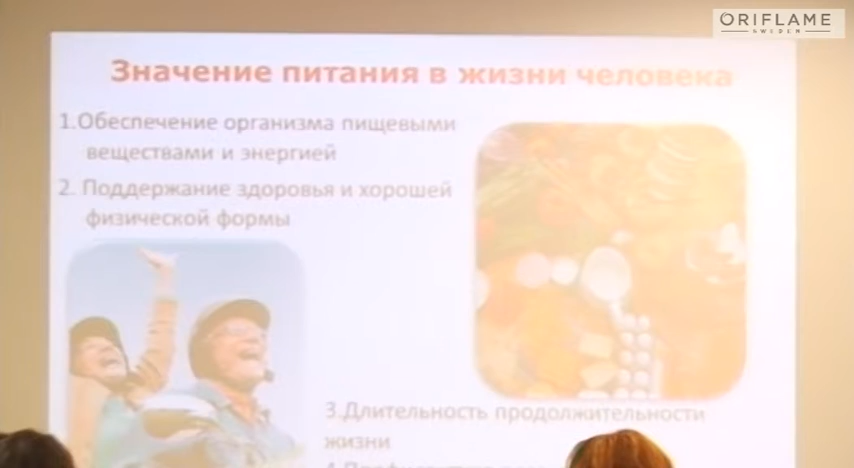 ORIFLAME
SWEDEN
Значение питания в жизни человека
1.Обеспечение организма пищевыми
веществами и энергией
2. Поддержание здоровья и хорошей
физической формы
3.Длительность продолжительности
жизни